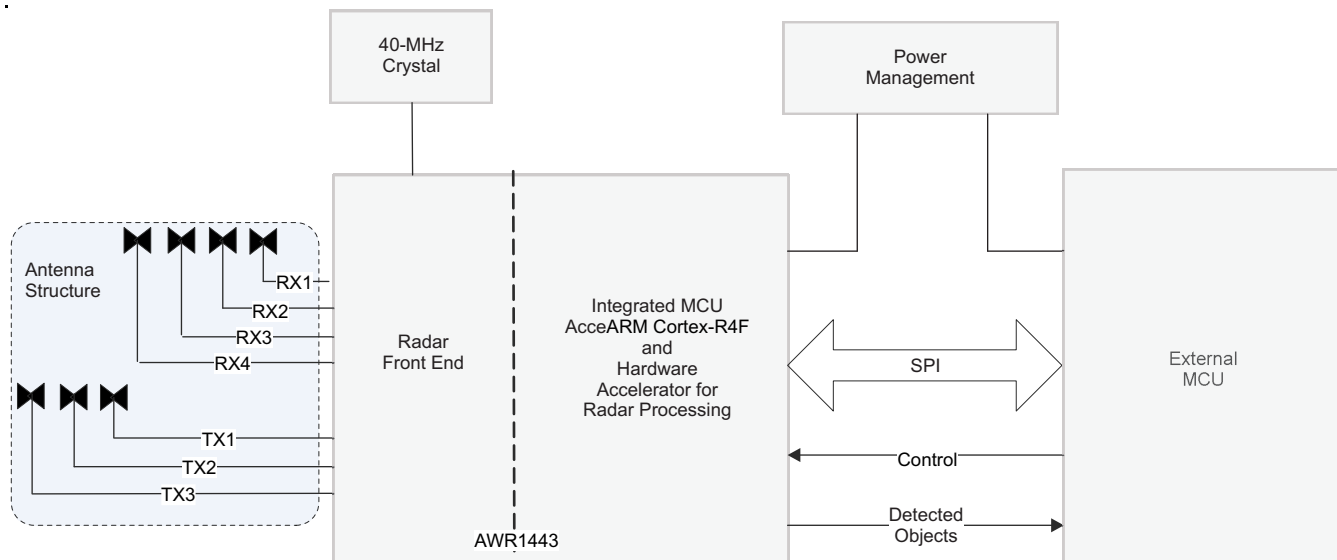 .
40-MHz
Crystal
Power
Management
Antenna
Structure
RX1
RX2
RX3
RX4
TX1
TX2
TX3
Radar
Front End
Integrated MCU
AcceARM Cortex-R4F
and
Hardware
Accelerator for
Radar Processing
AWR1443
SPI
Control
Detected
Objects
External
MCU